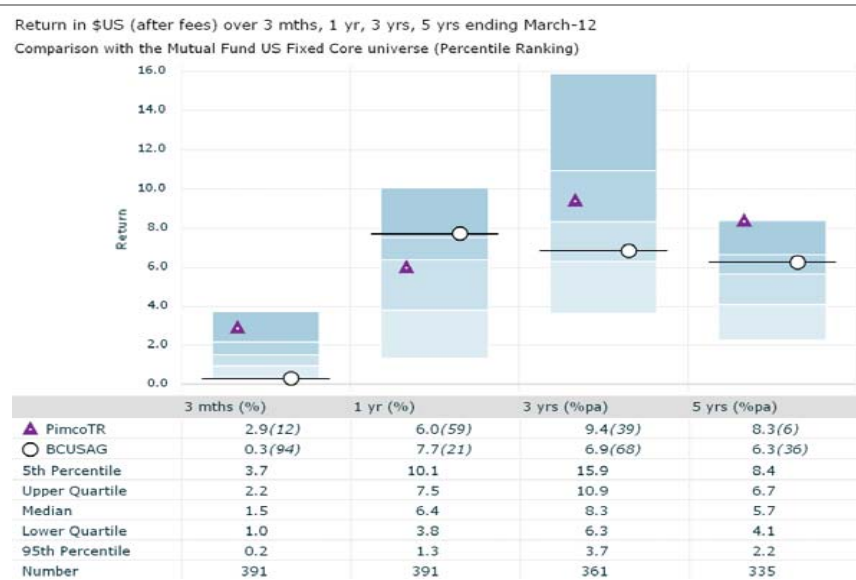 Return in $US (after fees) over 3 mths, 1 yr, 3 yrs, 5 yrs ending March-12
Comparison with the Mutual Fund US Fixed Core universe (Percentile Ranking)
16.0
14.0
12.0
10.0
8.0
6.0
4.0
2.0
0.0
Return
3 mths (%) 1 yr (%) 3 yrs (%pa) 5 yrs (%pa)
PimcoTR 2.9(12) 6.0(59) 9.4(39) 8.3(6)
BCUSAG 0.3(94) 7.7(21) 6.9(68) 6.3(36)
5th Percentile 3.7 10.1 15.9 8.4
Upper Quartile 2.2 7.5 10.9 6.7
Median 1.5 6.4 8.3 5.7
Lower Quartile 1.0 3.8 6.3 4.1
95th Percentile 0.2 1.3 3.7 2.2
Number 391 391 361 335